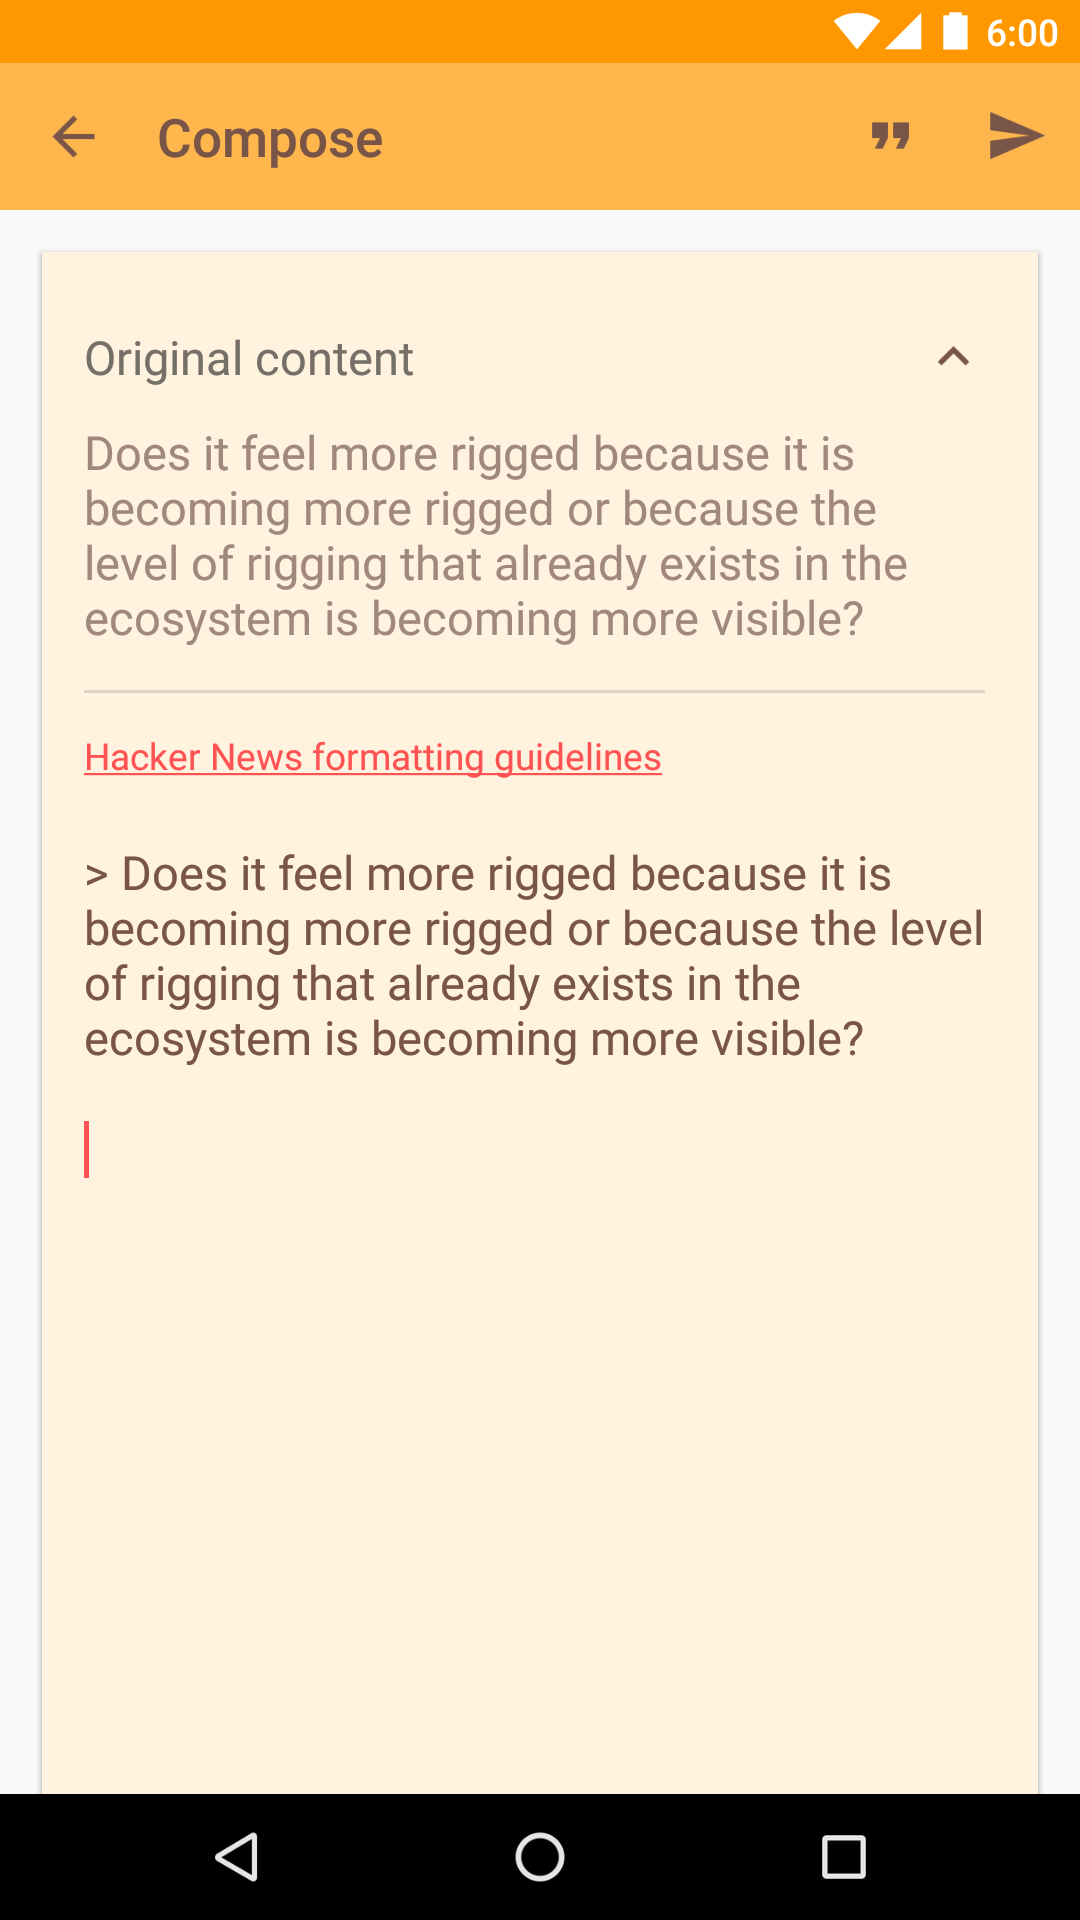 6:00
Compose
Original content
Does it feel more rigged because it is
becoming more rigged or because the
level of rigging that already exists in the
ecosystem is becoming more visible?
Hacker News formatting guidelines
> Does it feel more rigged because it is
becoming more rigged or because the level
of rigging that already exists in the
ecosystem is becoming more visible?